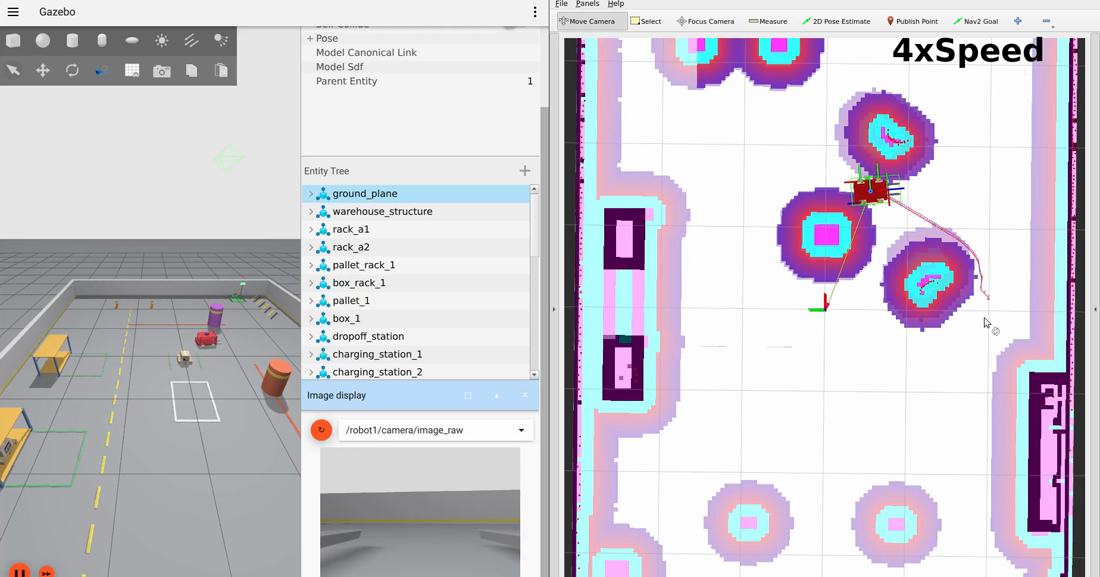 Gazebo
Pose
Model Canonical Link
Model Sdf
Parent Entity 1
Entity Tree
ground_plane
warehouse_structure
rack_a1
rack_a2
pallet_rack_1
box_rack_1
pallet_1
box_1
dropoff_station
charging_station_1
charging_station_2
Image display
/robot1/camera/image_raw
File Panels Help
Move Camera Select Focus Camera Measure 2D Pose Estimate Publish Point Nav2 Goal
4xSpeed